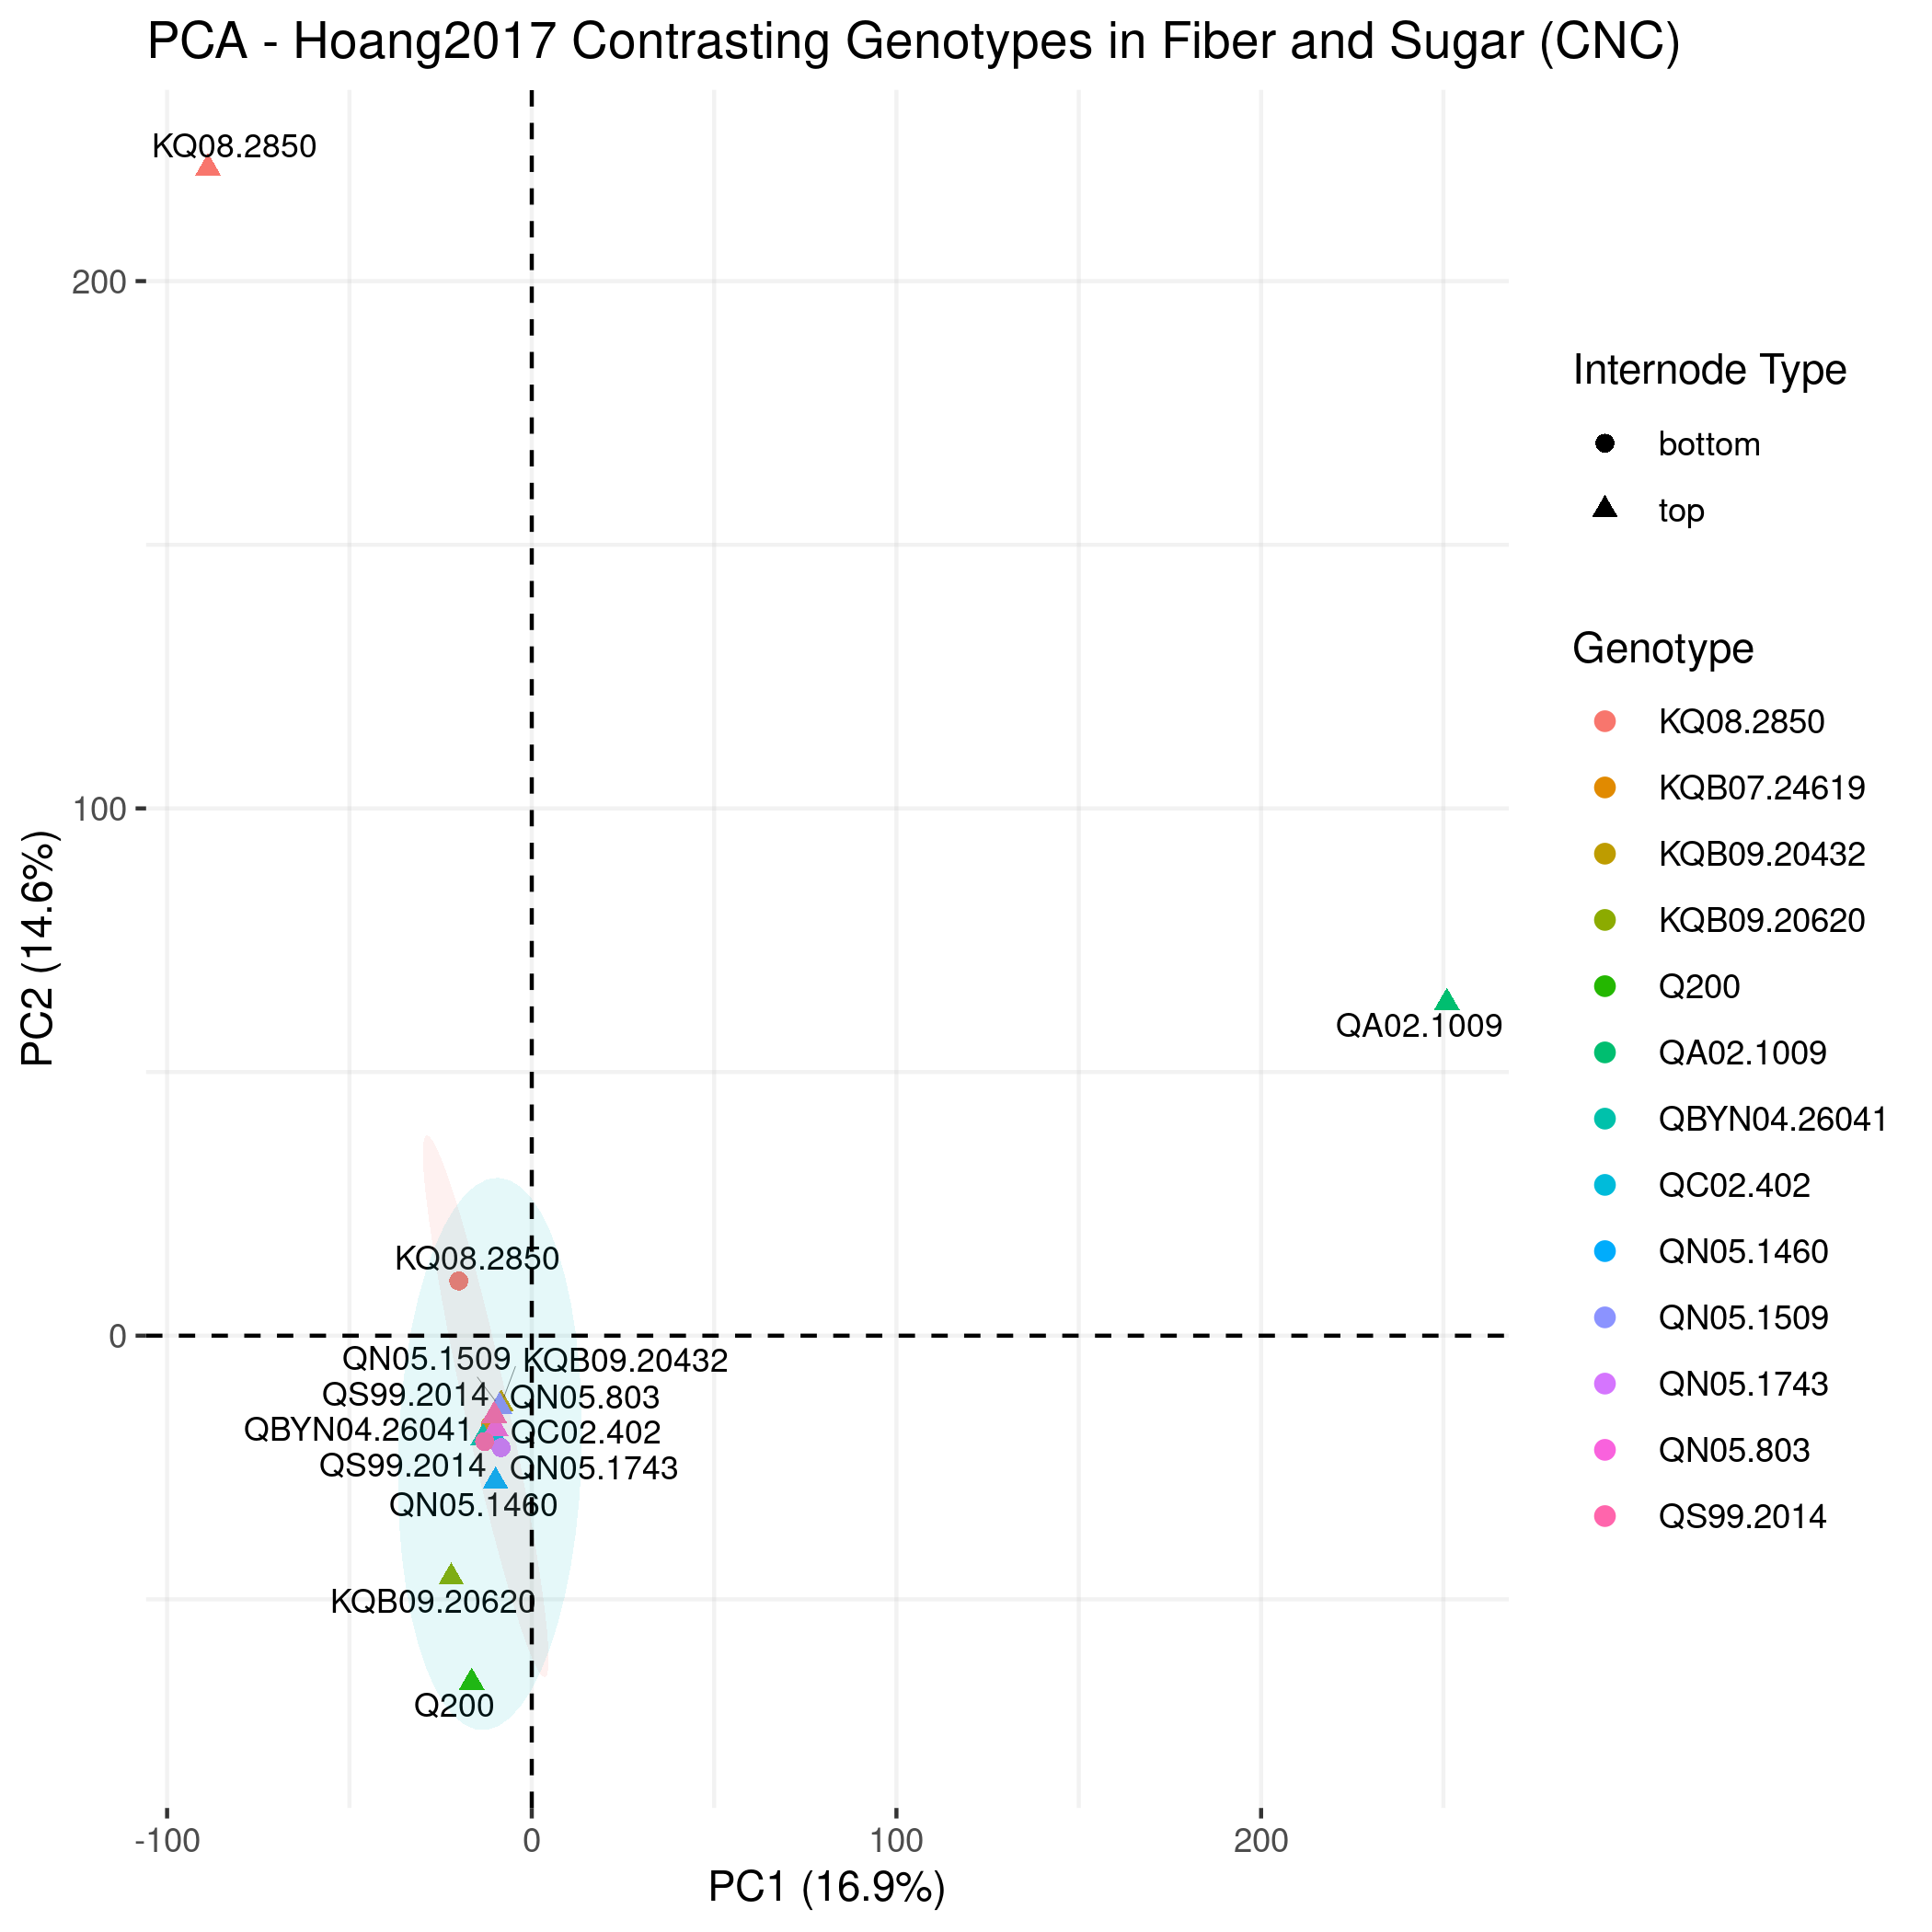 PCA - Hoang2017 Contrasting Genotypes in Fiber and Sugar (CNC)
KQ08.2850
200
100
0
PC2 (14.6%)
QA02.1009
KQ08.2850
QN05.1509
KQB09.20432
QS99.2014
QN05.803
QBYN04.26041
QC02.402
QS99.2014
QN05.1743
QN05.1460
KQB09.20620
Q200
-100
0
100
200
PC1 (16.9%)
Internode Type
bottom
top
Genotype
KQ08.2850
KQB07.24619
KQB09.20432
KQB09.20620
Q200
QA02.1009
QBYN04.26041
QC02.402
QN05.1460
QN05.1509
QN05.1743
QN05.803
QS99.2014